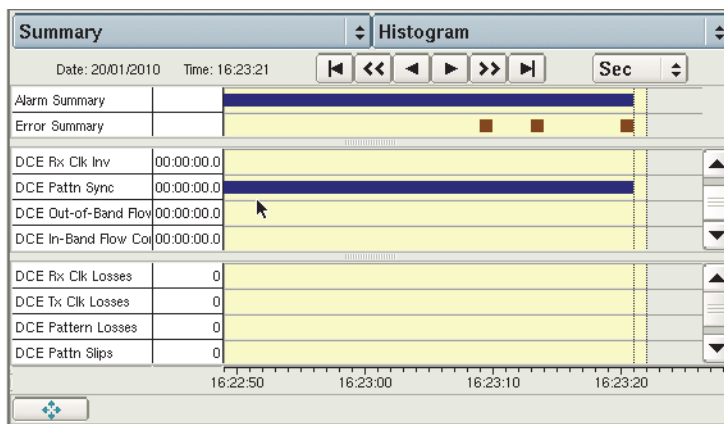 Summary Histogram
Date: 20/01/2010 Time: 16:23:21 Sec
Alarm Summary
Error Summary
DCE Rx Clk Inv 00:00:00.0
DCE Pattn Sync 00:00:00.0
DCE Out-of-Band Flov 00:00:00.0
DCE In-Band Flow Coi 00:00:00.0
DCE Rx Clk Losses 0
DCE Tx Clk Losses 0
DCE Pattern Losses 0
DCE Pattn Slips 0
16:22:50 16:23:00 16:23:10 16:23:20